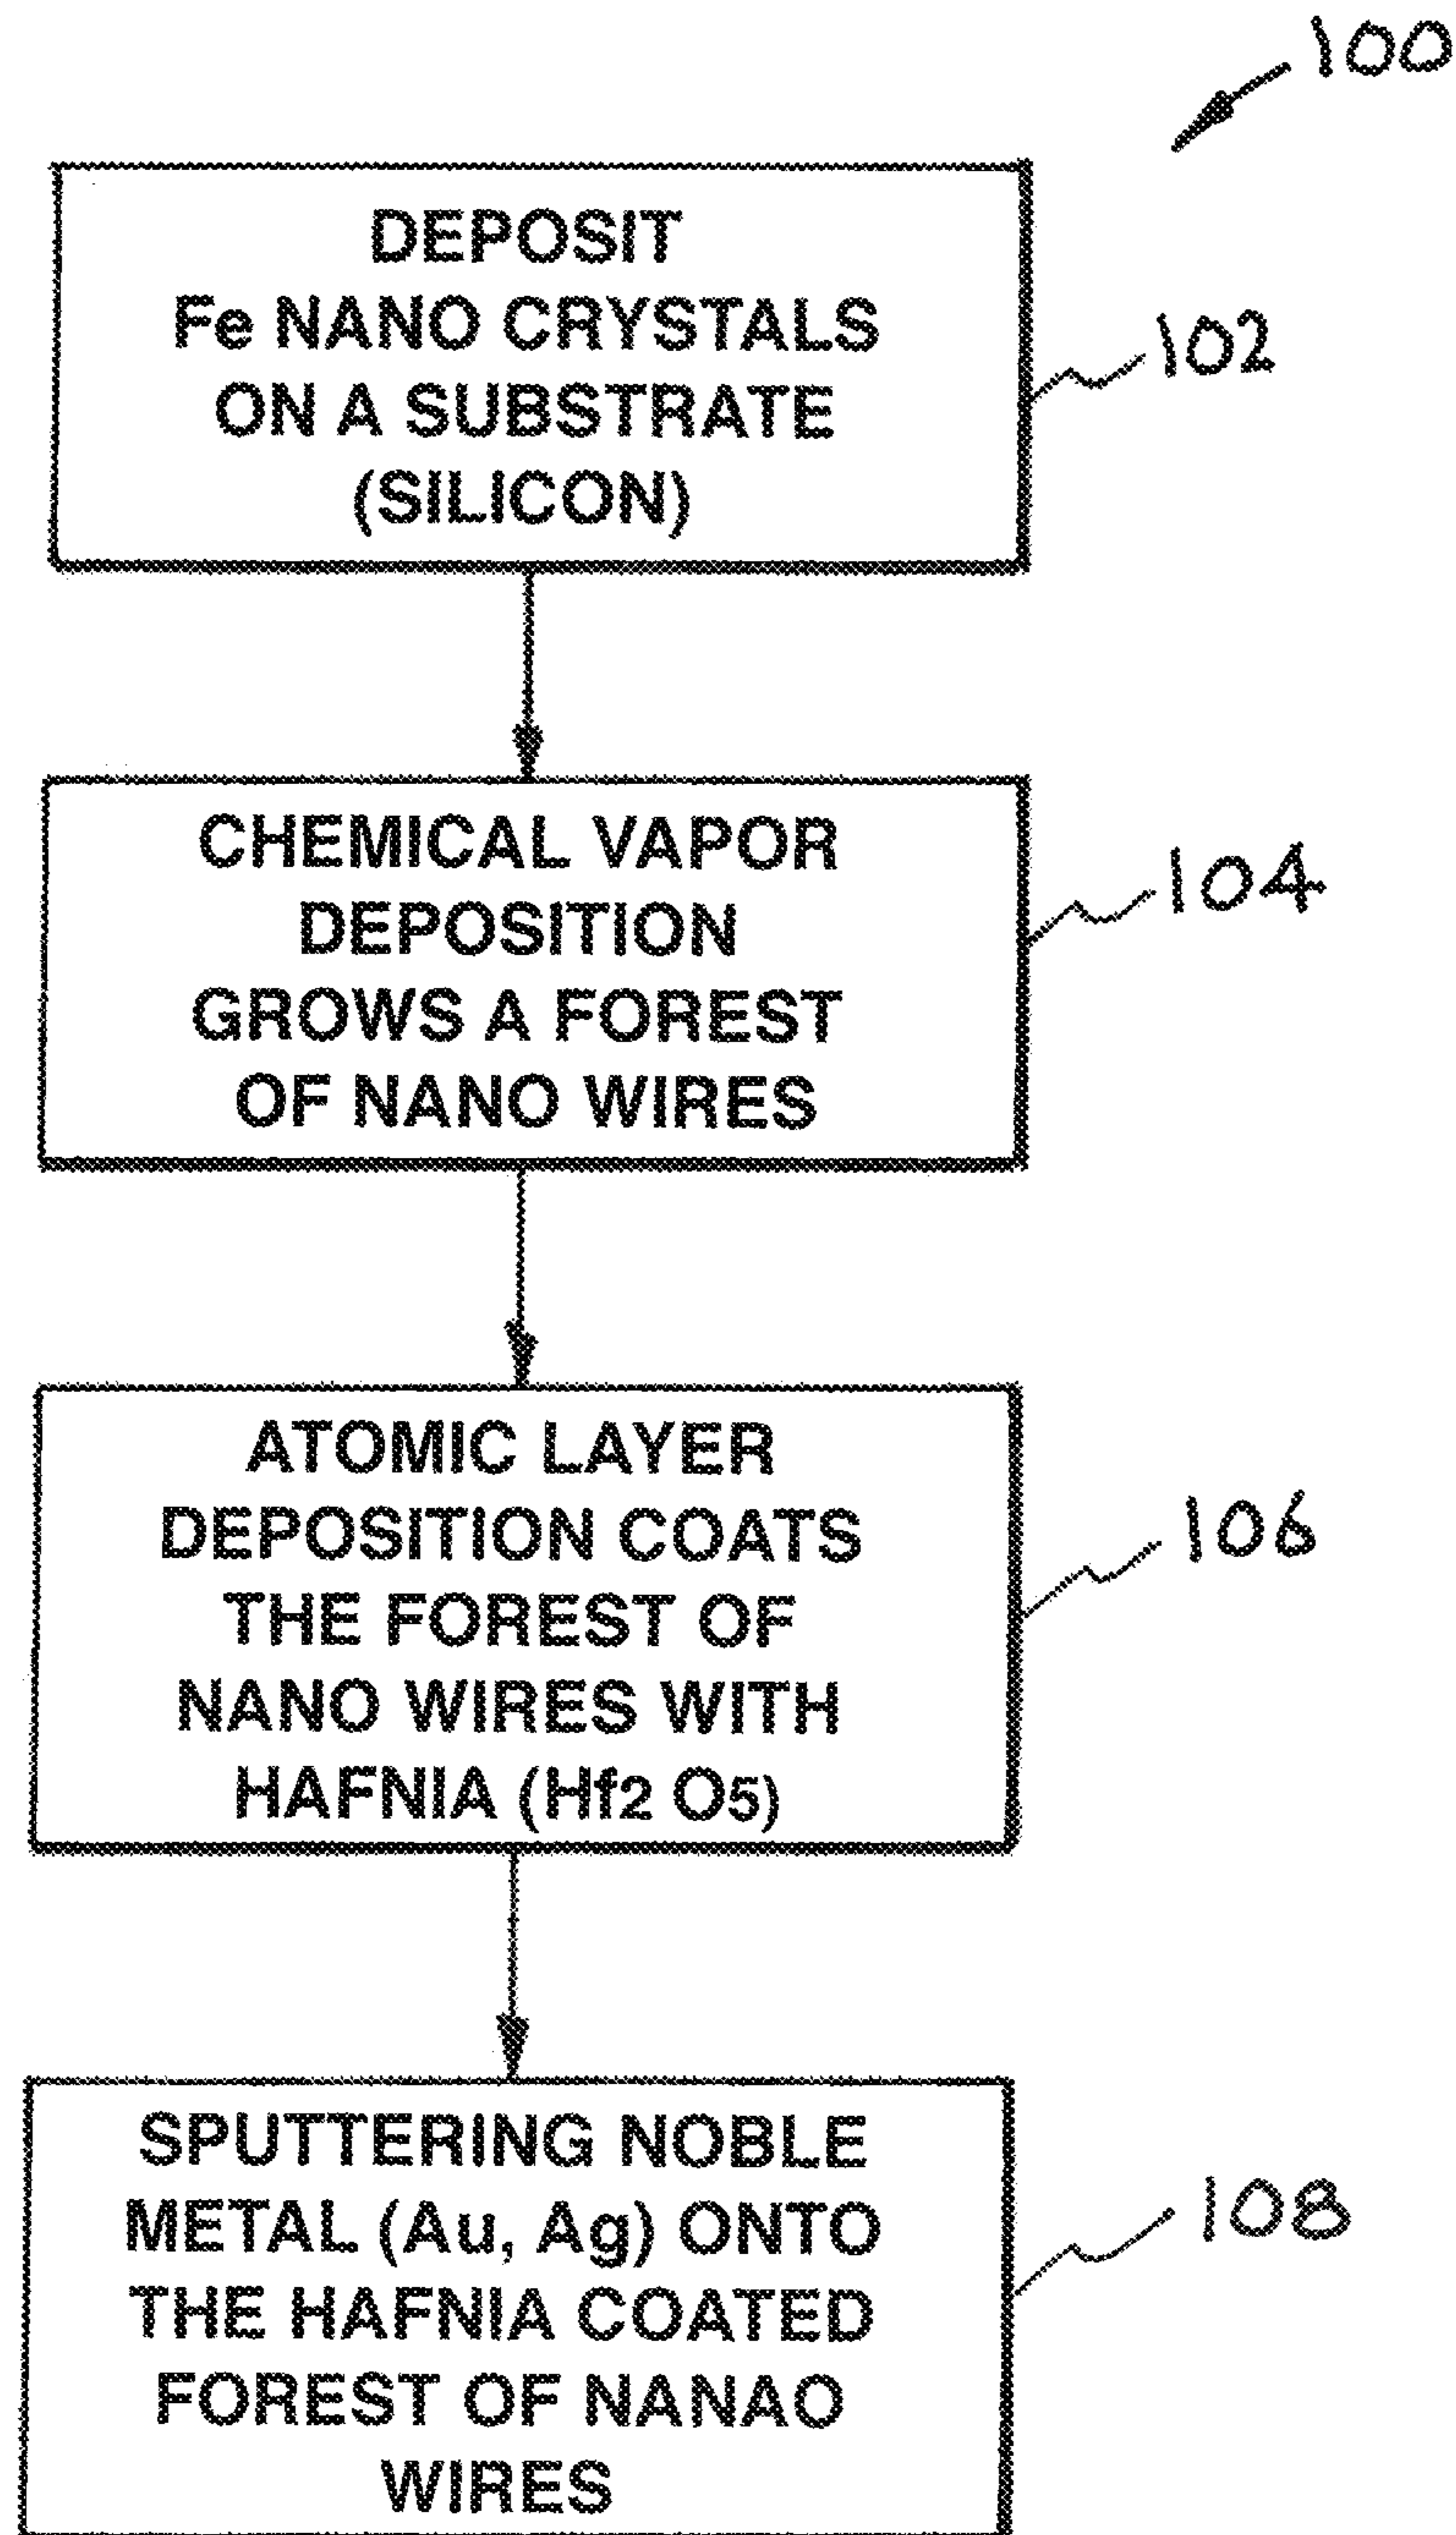 100
DEPOSIT
Fe NANO CRYSTALS
ON A SUBSTRATE
(SILICON)
102
CHEMICAL VAPOR
DEPOSITION
GROWS A FOREST
OF NANO WIRES
104
ATOMIC LAYER
DEPOSITION COATS
THE FOREST OF
NANO WIRES WITH
HAFNIA (Hf2 O5)
106
SPUTTERING NOBLE
METAL (Au, Ag) ONTO
THE HAFNIA COATED
FOREST OF NANAO
WIRES
108